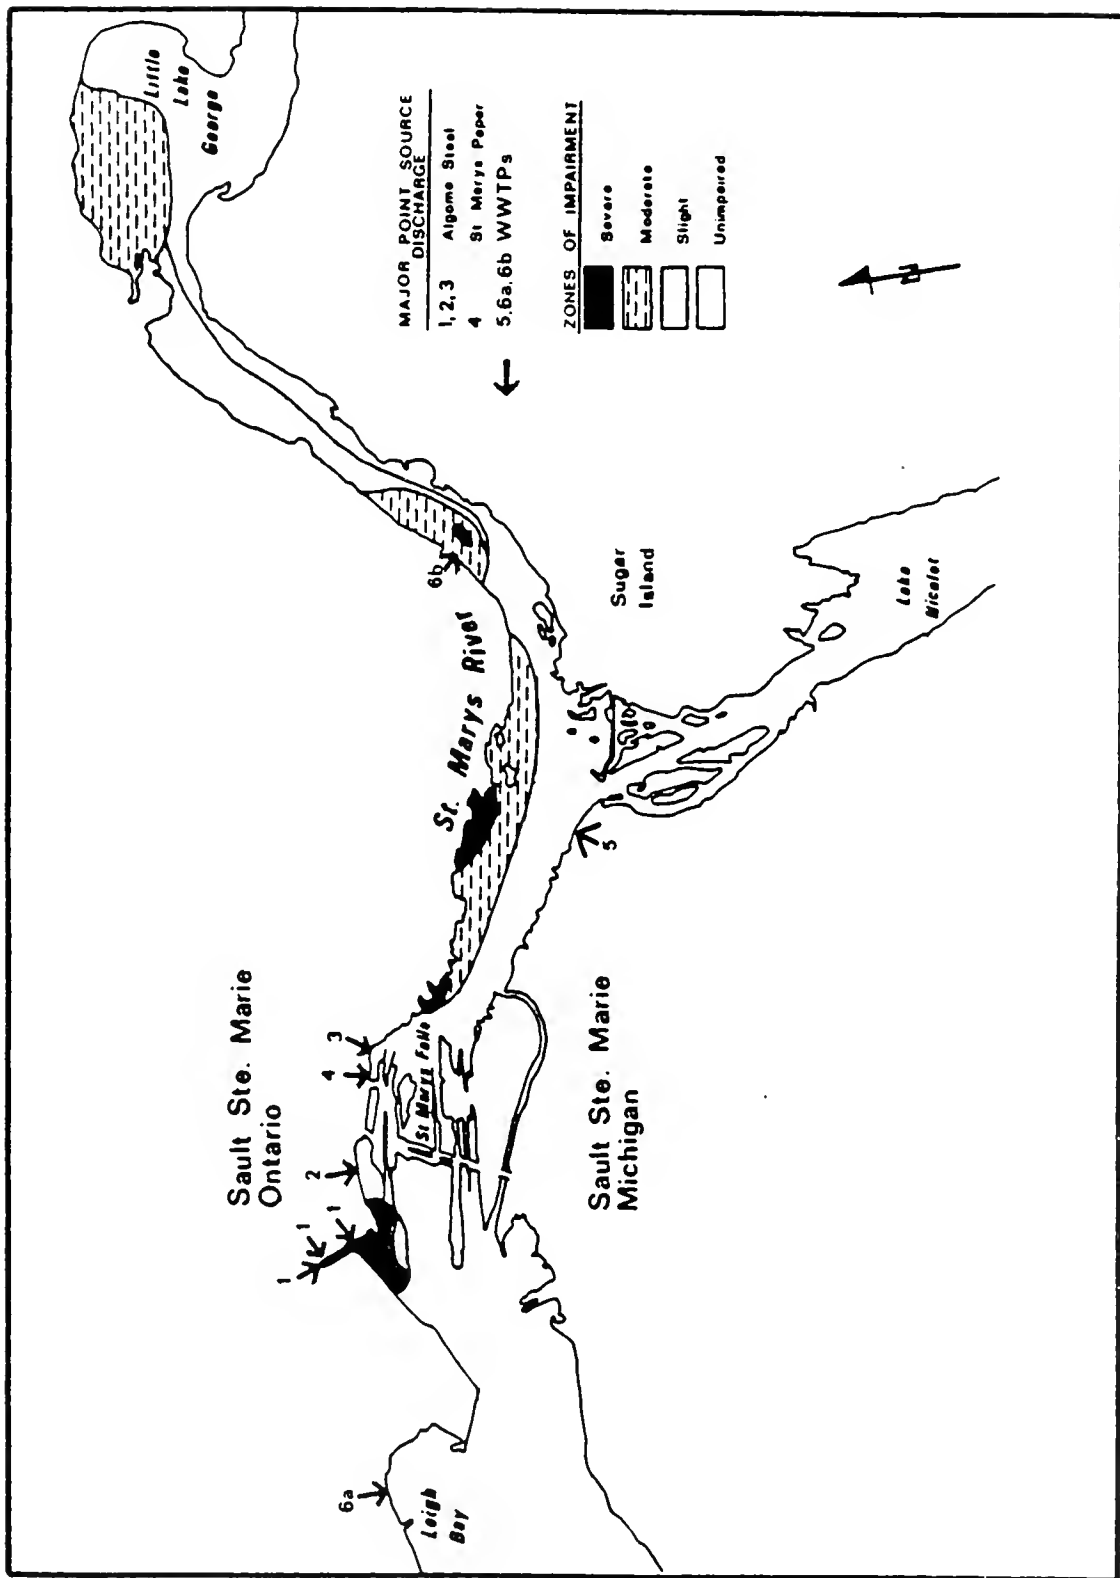 Sault Ste. Marie
Ontario
Sault Ste. Marie
Michigan
St. Marys River
St Marys Falls
Leigh
Bay
Sugar
Island
Lake
Nicolet
Little
Lake
George
1
1
1
2
3
4
5
6a
6b
MAJOR POINT SOURCE
DISCHARGE
1,2,3 Algoma Steel
4 St Marys Paper
5.6a.6b WWTPs
ZONES OF IMPAIRMENT
Severe
Moderate
Slight
Unimpaired
N